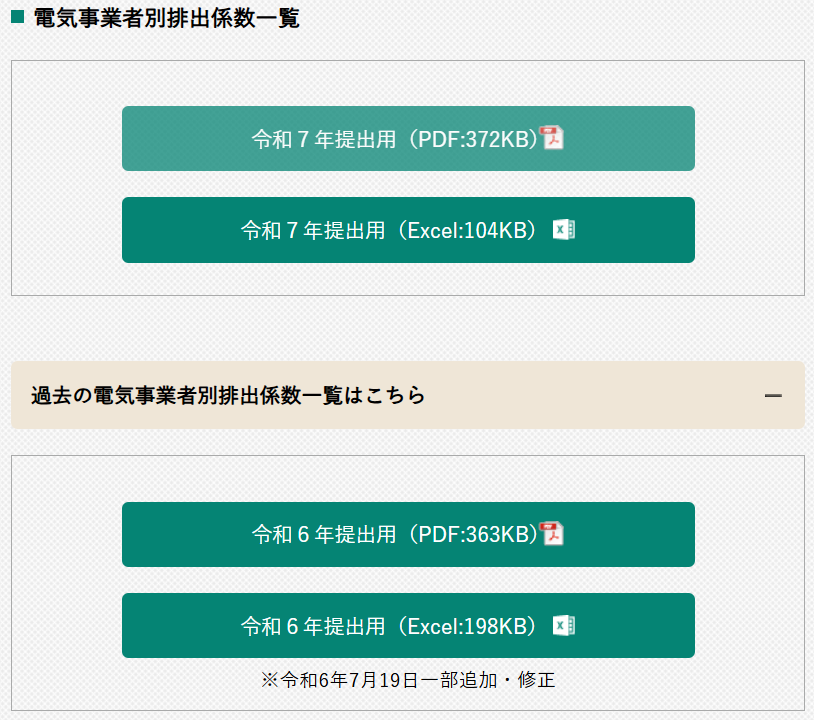 電気事業者別排出係数一覧
令和７年提出用（PDF:372KB）
令和７年提出用（Excel:104KB）
過去の電気事業者別排出係数一覧はこちら
令和６年提出用（PDF:363KB）
令和６年提出用（Excel:198KB）
※令和6年7月19日一部追加・修正